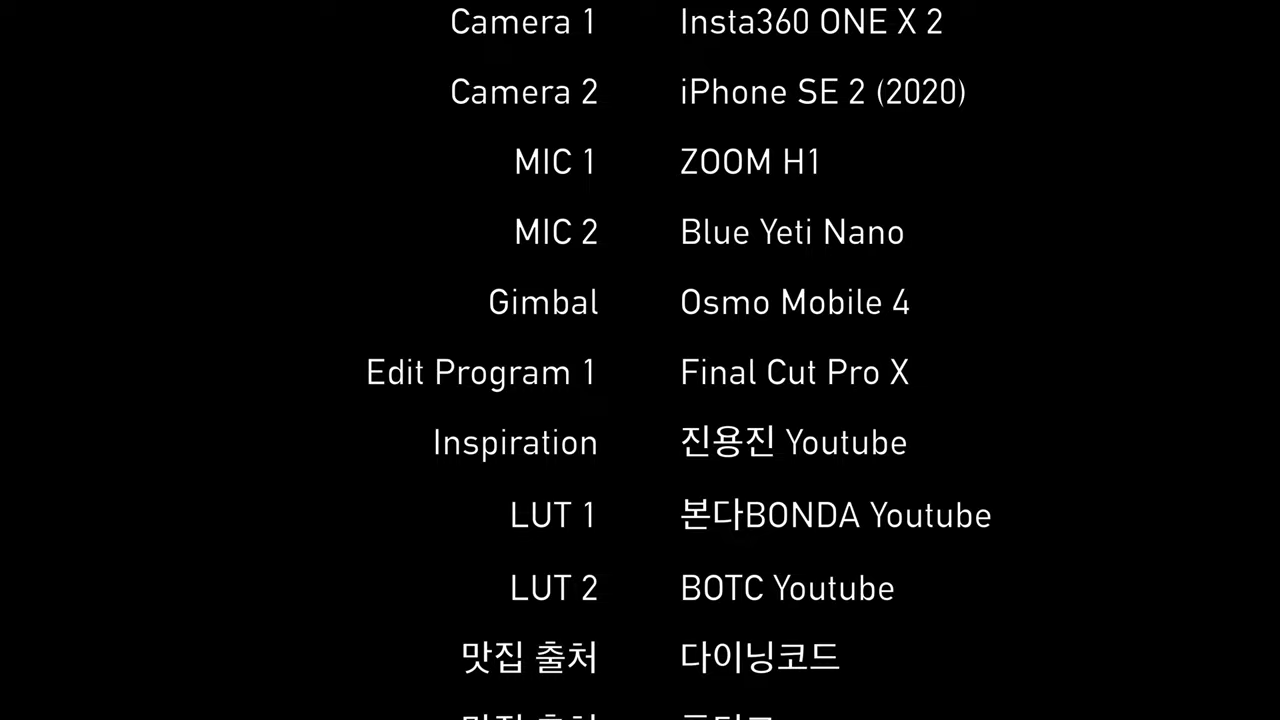 Camera 1 Insta360 ONE X 2
Camera 2 iPhone SE 2 (2020)
MIC 1 ZOOM H1
MIC 2 Blue Yeti Nano
Gimbal Osmo Mobile 4
Edit Program 1 Final Cut Pro X
Inspiration 진용진 Youtube
LUT 1 본다BONDA Youtube
LUT 2 BOTC Youtube
맛집 출처 다이닝코드